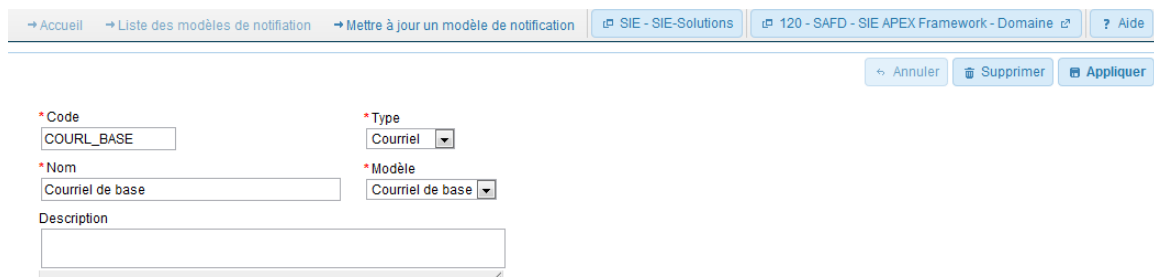 Accueil Liste des modèles de notifiation Mettre à jour un modèle de notification SIE - SIE-Solutions 120 - SAFD - SIE APEX Framework - Domaine ? Aide
Annuler Supprimer Appliquer
*Code *Type
COURL_BASE Courriel
*Nom *Modèle
Courriel de base Courriel de base
Description